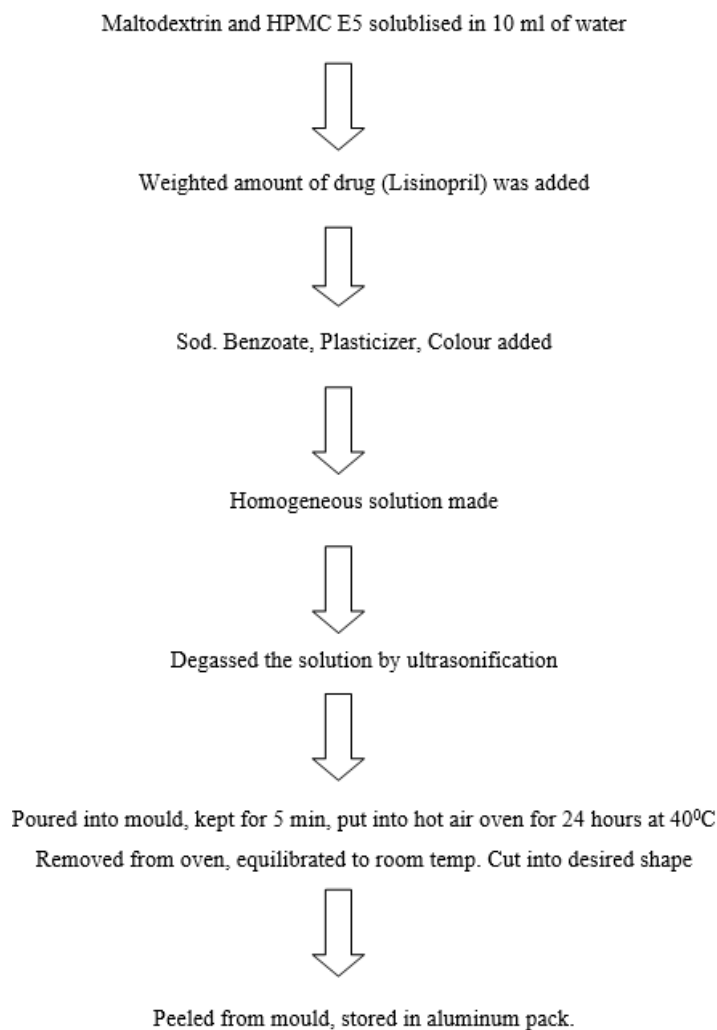 Maltodextrin and HPMC E5 solublised in 10 ml of water
Weighted amount of drug (Lisinopril) was added
Sod. Benzoate, Plasticizer, Colour added
Homogeneous solution made
Degassed the solution by ultrasonification
Poured into mould, kept for 5 min, put into hot air oven for 24 hours at 40⁰C
Removed from oven, equilibrated to room temp. Cut into desired shape
Peeled from mould, stored in aluminum pack.